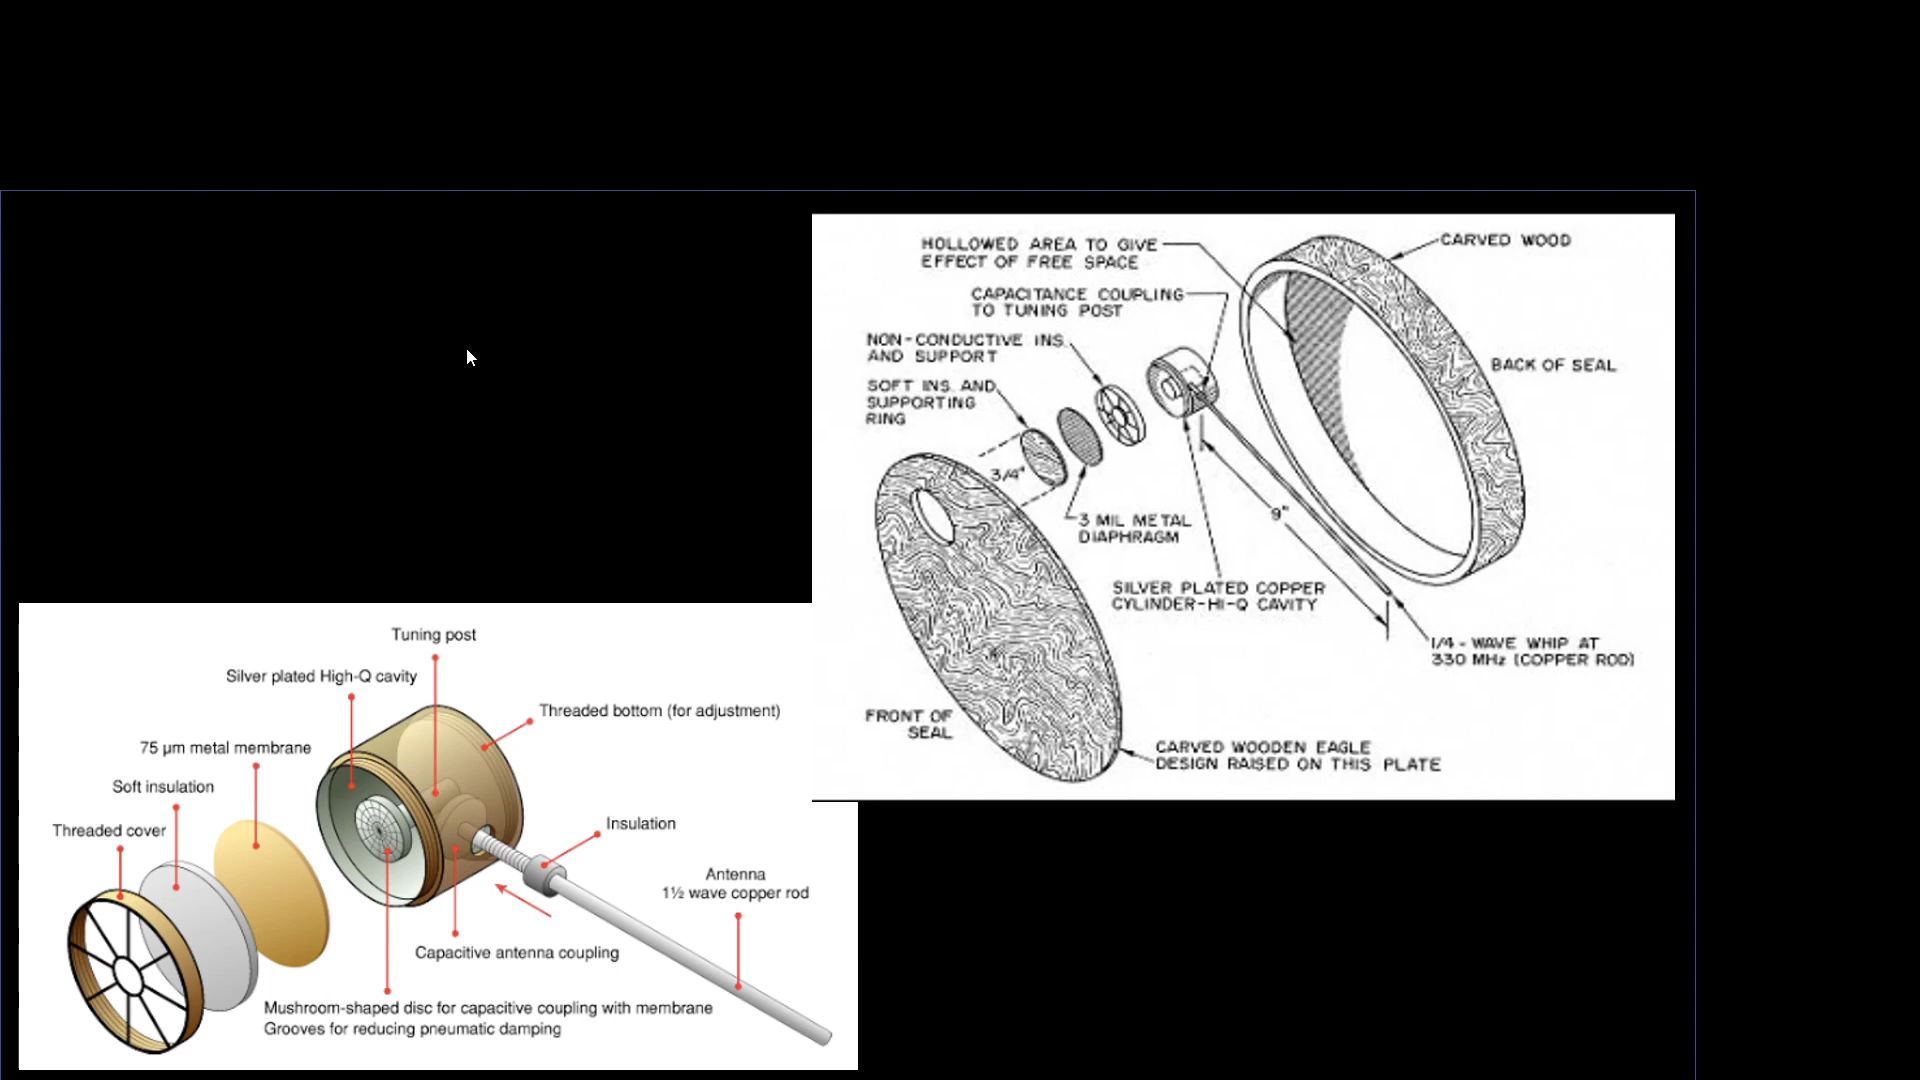 HOLLOWED AREA TO GIVE
EFFECT OF FREE SPACE
CARVED WOOD
CAPACITANCE COUPLING
TO TUNING POST
NON-CONDUCTIVE INS.
AND SUPPORT
BACK OF SEAL
SOFT INS. AND
SUPPORTING
RING
3/4"
9"
3 MIL METAL
DIAPHRAGM
SILVER PLATED COPPER
CYLINDER-HI-Q CAVITY
1/4-WAVE WHIP AT
330 MHz (COPPER ROD)
FRONT OF
SEAL
CARVED WOODEN EAGLE
DESIGN RAISED ON THIS PLATE
Tuning post
Silver plated High-Q cavity
Threaded bottom (for adjustment)
75 µm metal membrane
Soft insulation
Threaded cover
Insulation
Antenna
1½ wave copper rod
Capacitive antenna coupling
Mushroom-shaped disc for capacitive coupling with membrane
Grooves for reducing pneumatic damping